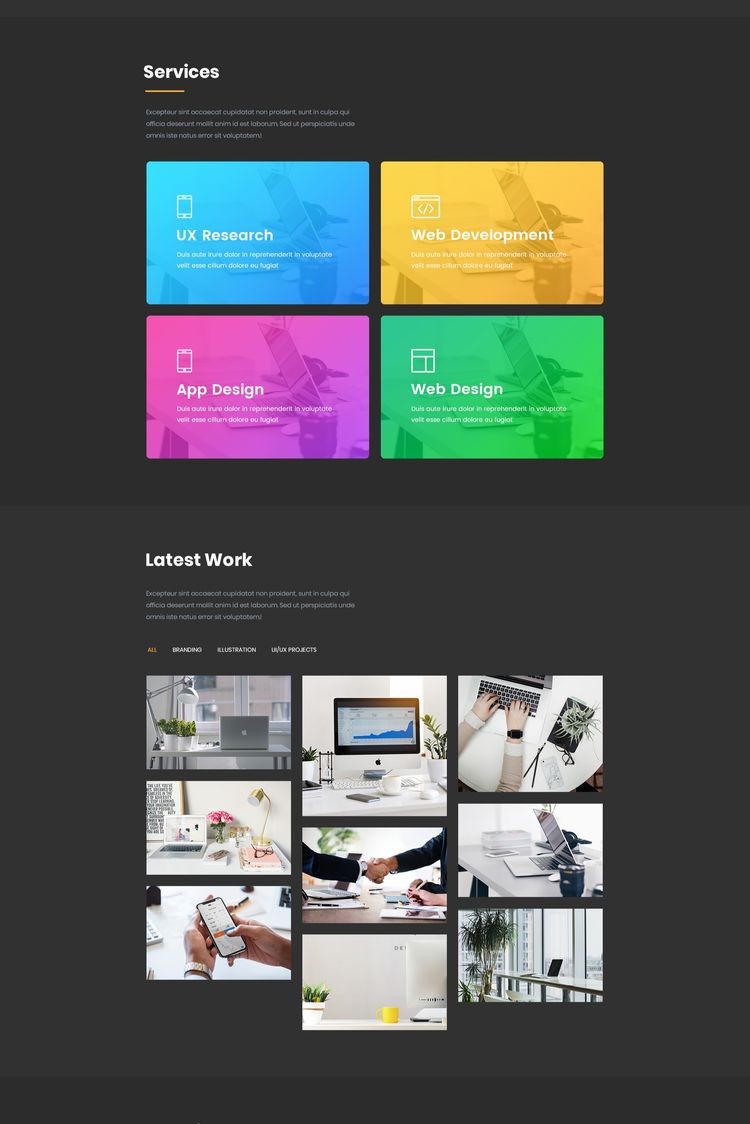 Services
Excepteur sint occaecat cupidatat non proident, sunt in culpa qui
officia deserunt mollit anim id est laborum. Sed ut perspiciatis unde
omnis iste natus error sit voluptatem!
UX Research
Duis aute irure dolor in reprehenderit in voluptate
velit esse cillum dolore eu fugiat
Web Development
Duis aute irure dolor in reprehenderit in voluptate
velit esse cillum dolore eu fugiat
App Design
Duis aute irure dolor in reprehenderit in voluptate
velit esse cillum dolore eu fugiat
Web Design
Duis aute irure dolor in reprehenderit in voluptate
velit esse cillum dolore eu fugiat
Latest Work
Excepteur sint occaecat cupidatat non proident, sunt in culpa qui
officia deserunt mollit anim id est laborum. Sed ut perspiciatis unde
omnis iste natus error sit voluptatem!
ALL BRANDING ILLUSTRATION UI/UX PROJECTS